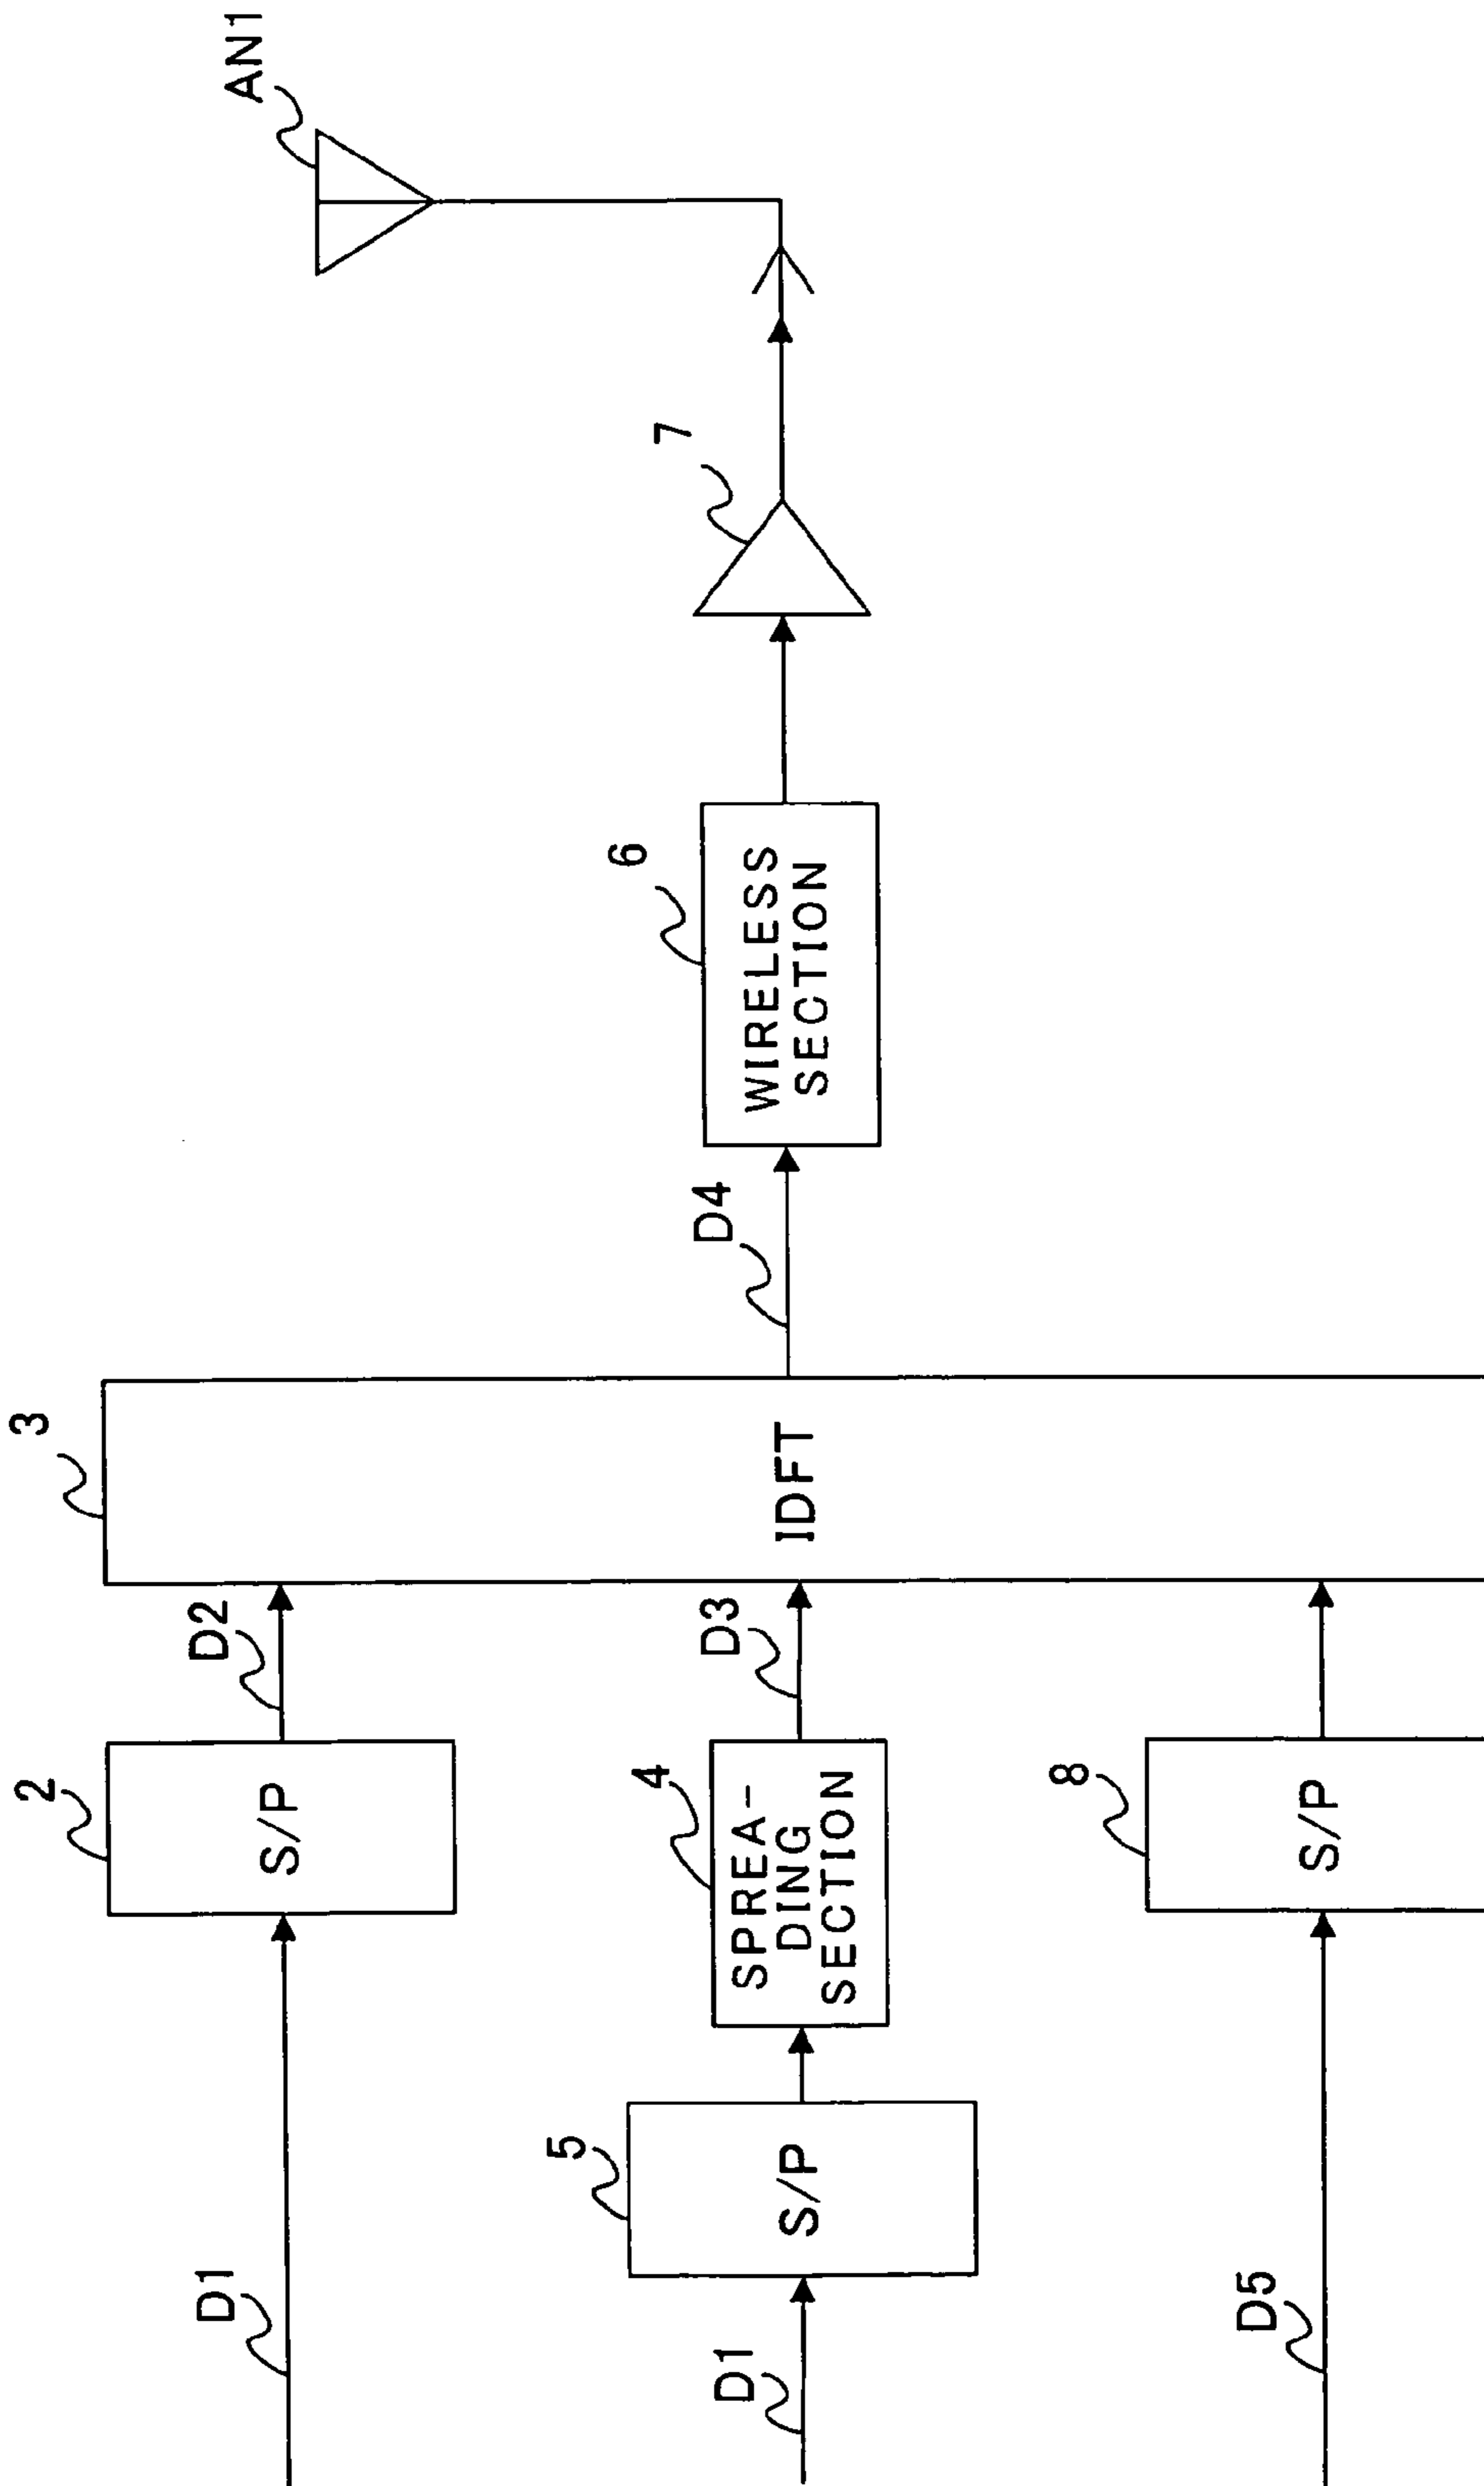 D1
2
S/P
D2
3
D1
5
S/P
4
SPREA-
DING
SECTION
D3
IDFT
D4
6
WIRELESS
SECTION
7
AN1
D5
8
S/P